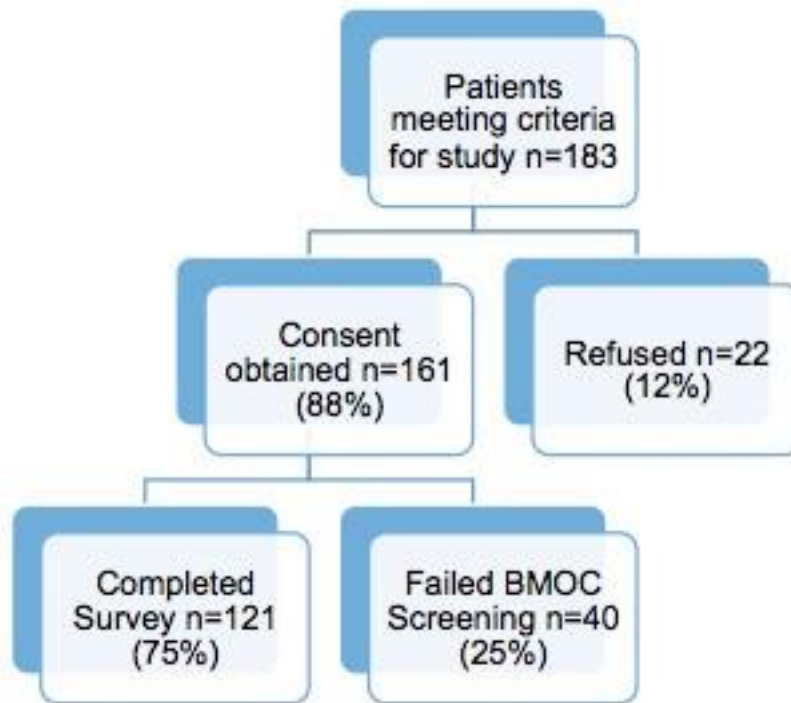 Patients
meeting criteria
for study n=183
Consent
obtained n=161
(88%)
Refused n=22
(12%)
Completed
Survey n=121
(75%)
Failed BMOC
Screening n=40
(25%)